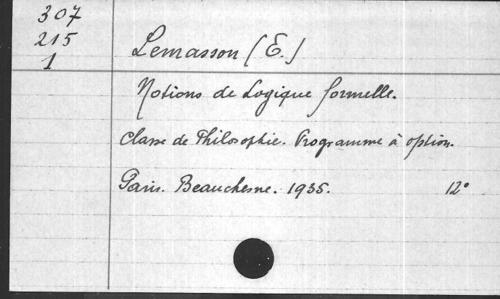 307
215
1
Lemasson (E.)
Notions de Logique formelle.
Classe de Philosophie. Programme à option.
Paris. Beauchesne. 1935. 12°